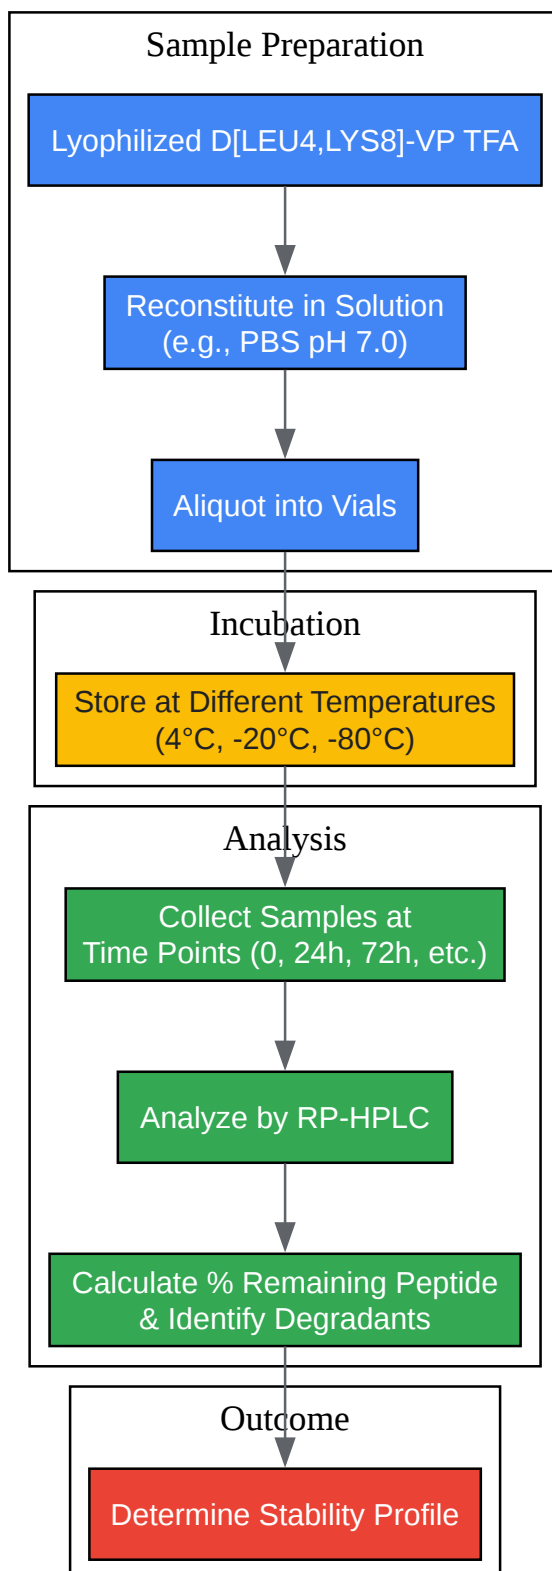 Sample Preparation
Lyophilized D[LEU4,LYS8]-VP TFA
Reconstitute in Solution
(e.g., PBS pH 7.0)
Aliquot into Vials
Incubation
Store at Different Temperatures
(4°C, -20°C, -80°C)
Analysis
Collect Samples at
Time Points (0, 24h, 72h, etc.)
Analyze by RP-HPLC
Calculate % Remaining Peptide
& Identify Degradants
Outcome
Determine Stability Profile